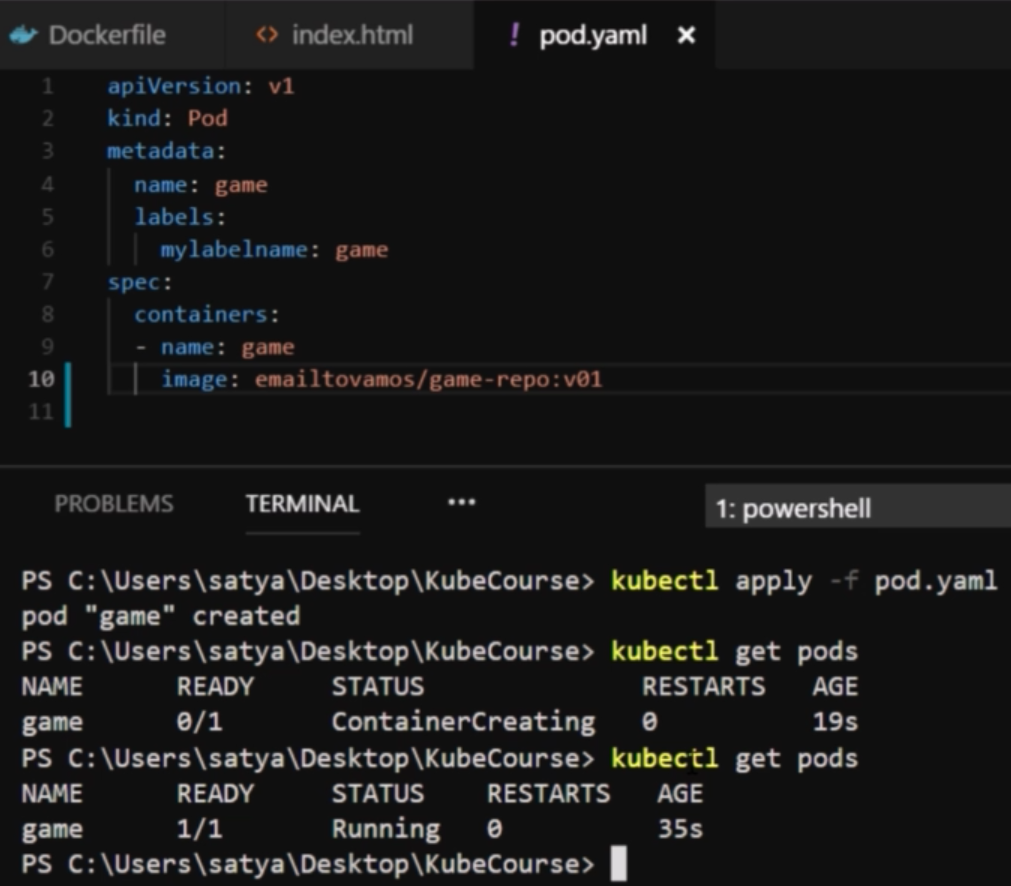 Dockerfile index.html pod.yaml
1 apiVersion: v1
2 kind: Pod
3 metadata:
4 name: game
5 labels:
6 mylabelname: game
7 spec:
8 containers:
9 - name: game
10 image: emailtovamos/game-repo:v01
11
PROBLEMS TERMINAL ••• 1: powershell
PS C:\Users\satya\Desktop\KubeCourse> kubectl apply -f pod.yaml
pod "game" created
PS C:\Users\satya\Desktop\KubeCourse> kubectl get pods
NAME READY STATUS RESTARTS AGE
game 0/1 ContainerCreating 0 19s
PS C:\Users\satya\Desktop\KubeCourse> kubectl get pods
NAME READY STATUS RESTARTS AGE
game 1/1 Running 0 35s
PS C:\Users\satya\Desktop\KubeCourse>